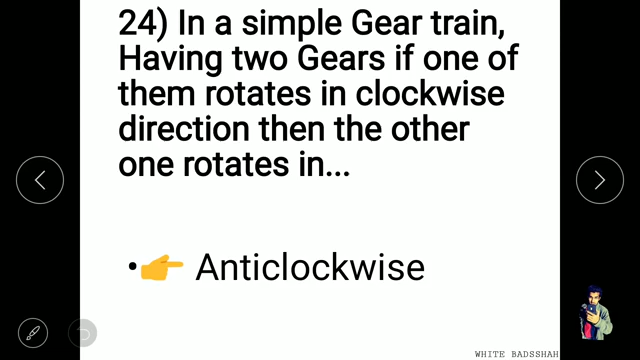 24) In a simple Gear train,
Having two Gears if one of
them rotates in clockwise
direction then the other
one rotates in...
•👉 Anticlockwise
WHITE BADSSHAH